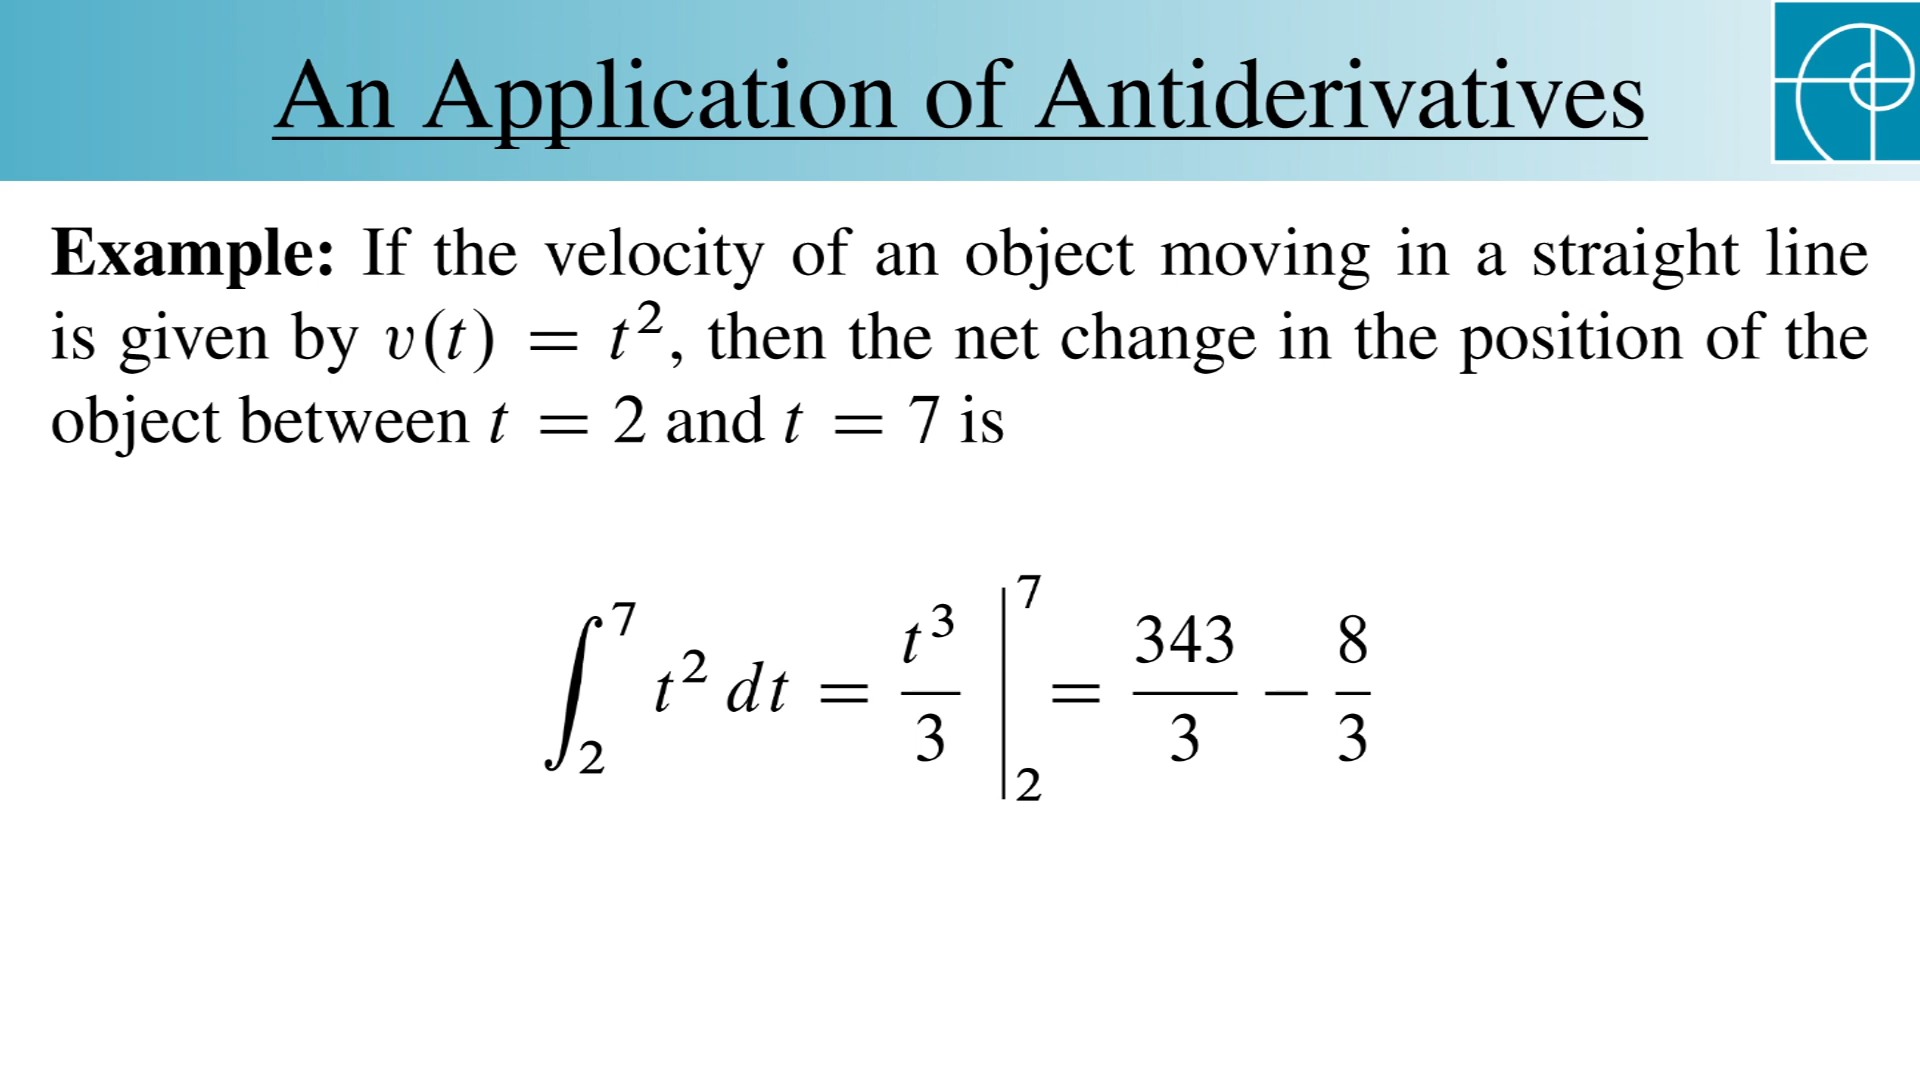 An Application of Antiderivatives
Example: If the velocity of an object moving in a straight line
is given by v(t) = t², then the net change in the position of the
object between t = 2 and t = 7 is
∫₂⁷ t² dt = t³/3 |₂⁷ = 343/3 − 8/3